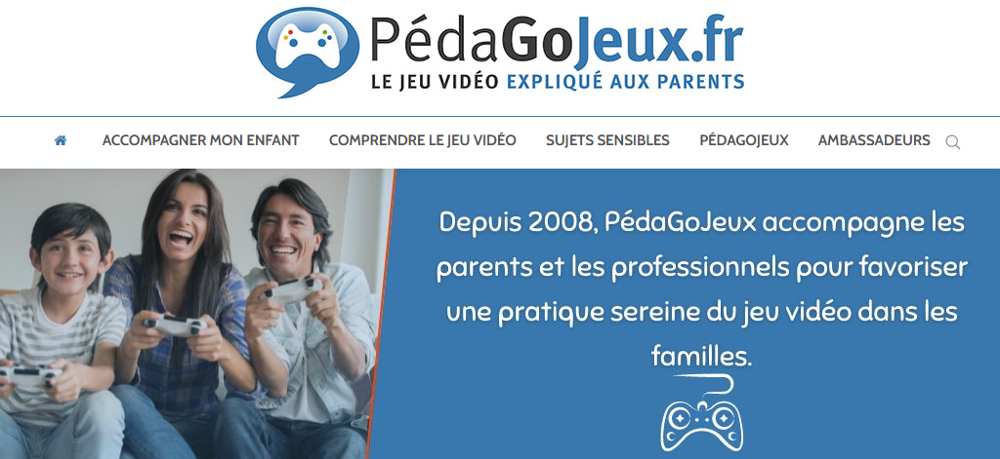 PédaGoJeux.fr
LE JEU VIDÉO EXPLIQUÉ AUX PARENTS
ACCOMPAGNER MON ENFANT COMPRENDRE LE JEU VIDÉO SUJETS SENSIBLES PÉDAGOJEUX AMBASSADEURS
Depuis 2008, PédaGoJeux accompagne les
parents et les professionnels pour favoriser
une pratique sereine du jeu vidéo dans les
familles.